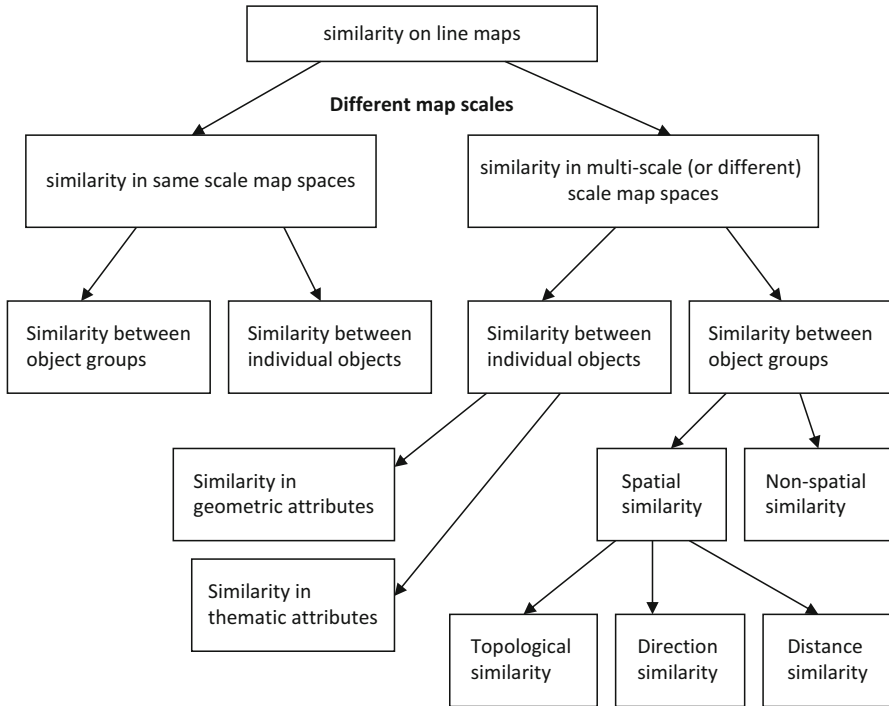 similarity on line maps
Different map scales
similarity in same scale map spaces
similarity in multi-scale (or different)
scale map spaces
Similarity between
object groups
Similarity between
individual objects
Similarity between
individual objects
Similarity between
object groups
Similarity in
geometric attributes
Spatial
similarity
Non-spatial
similarity
Similarity in
thematic attributes
Topological
similarity
Direction
similarity
Distance
similarity